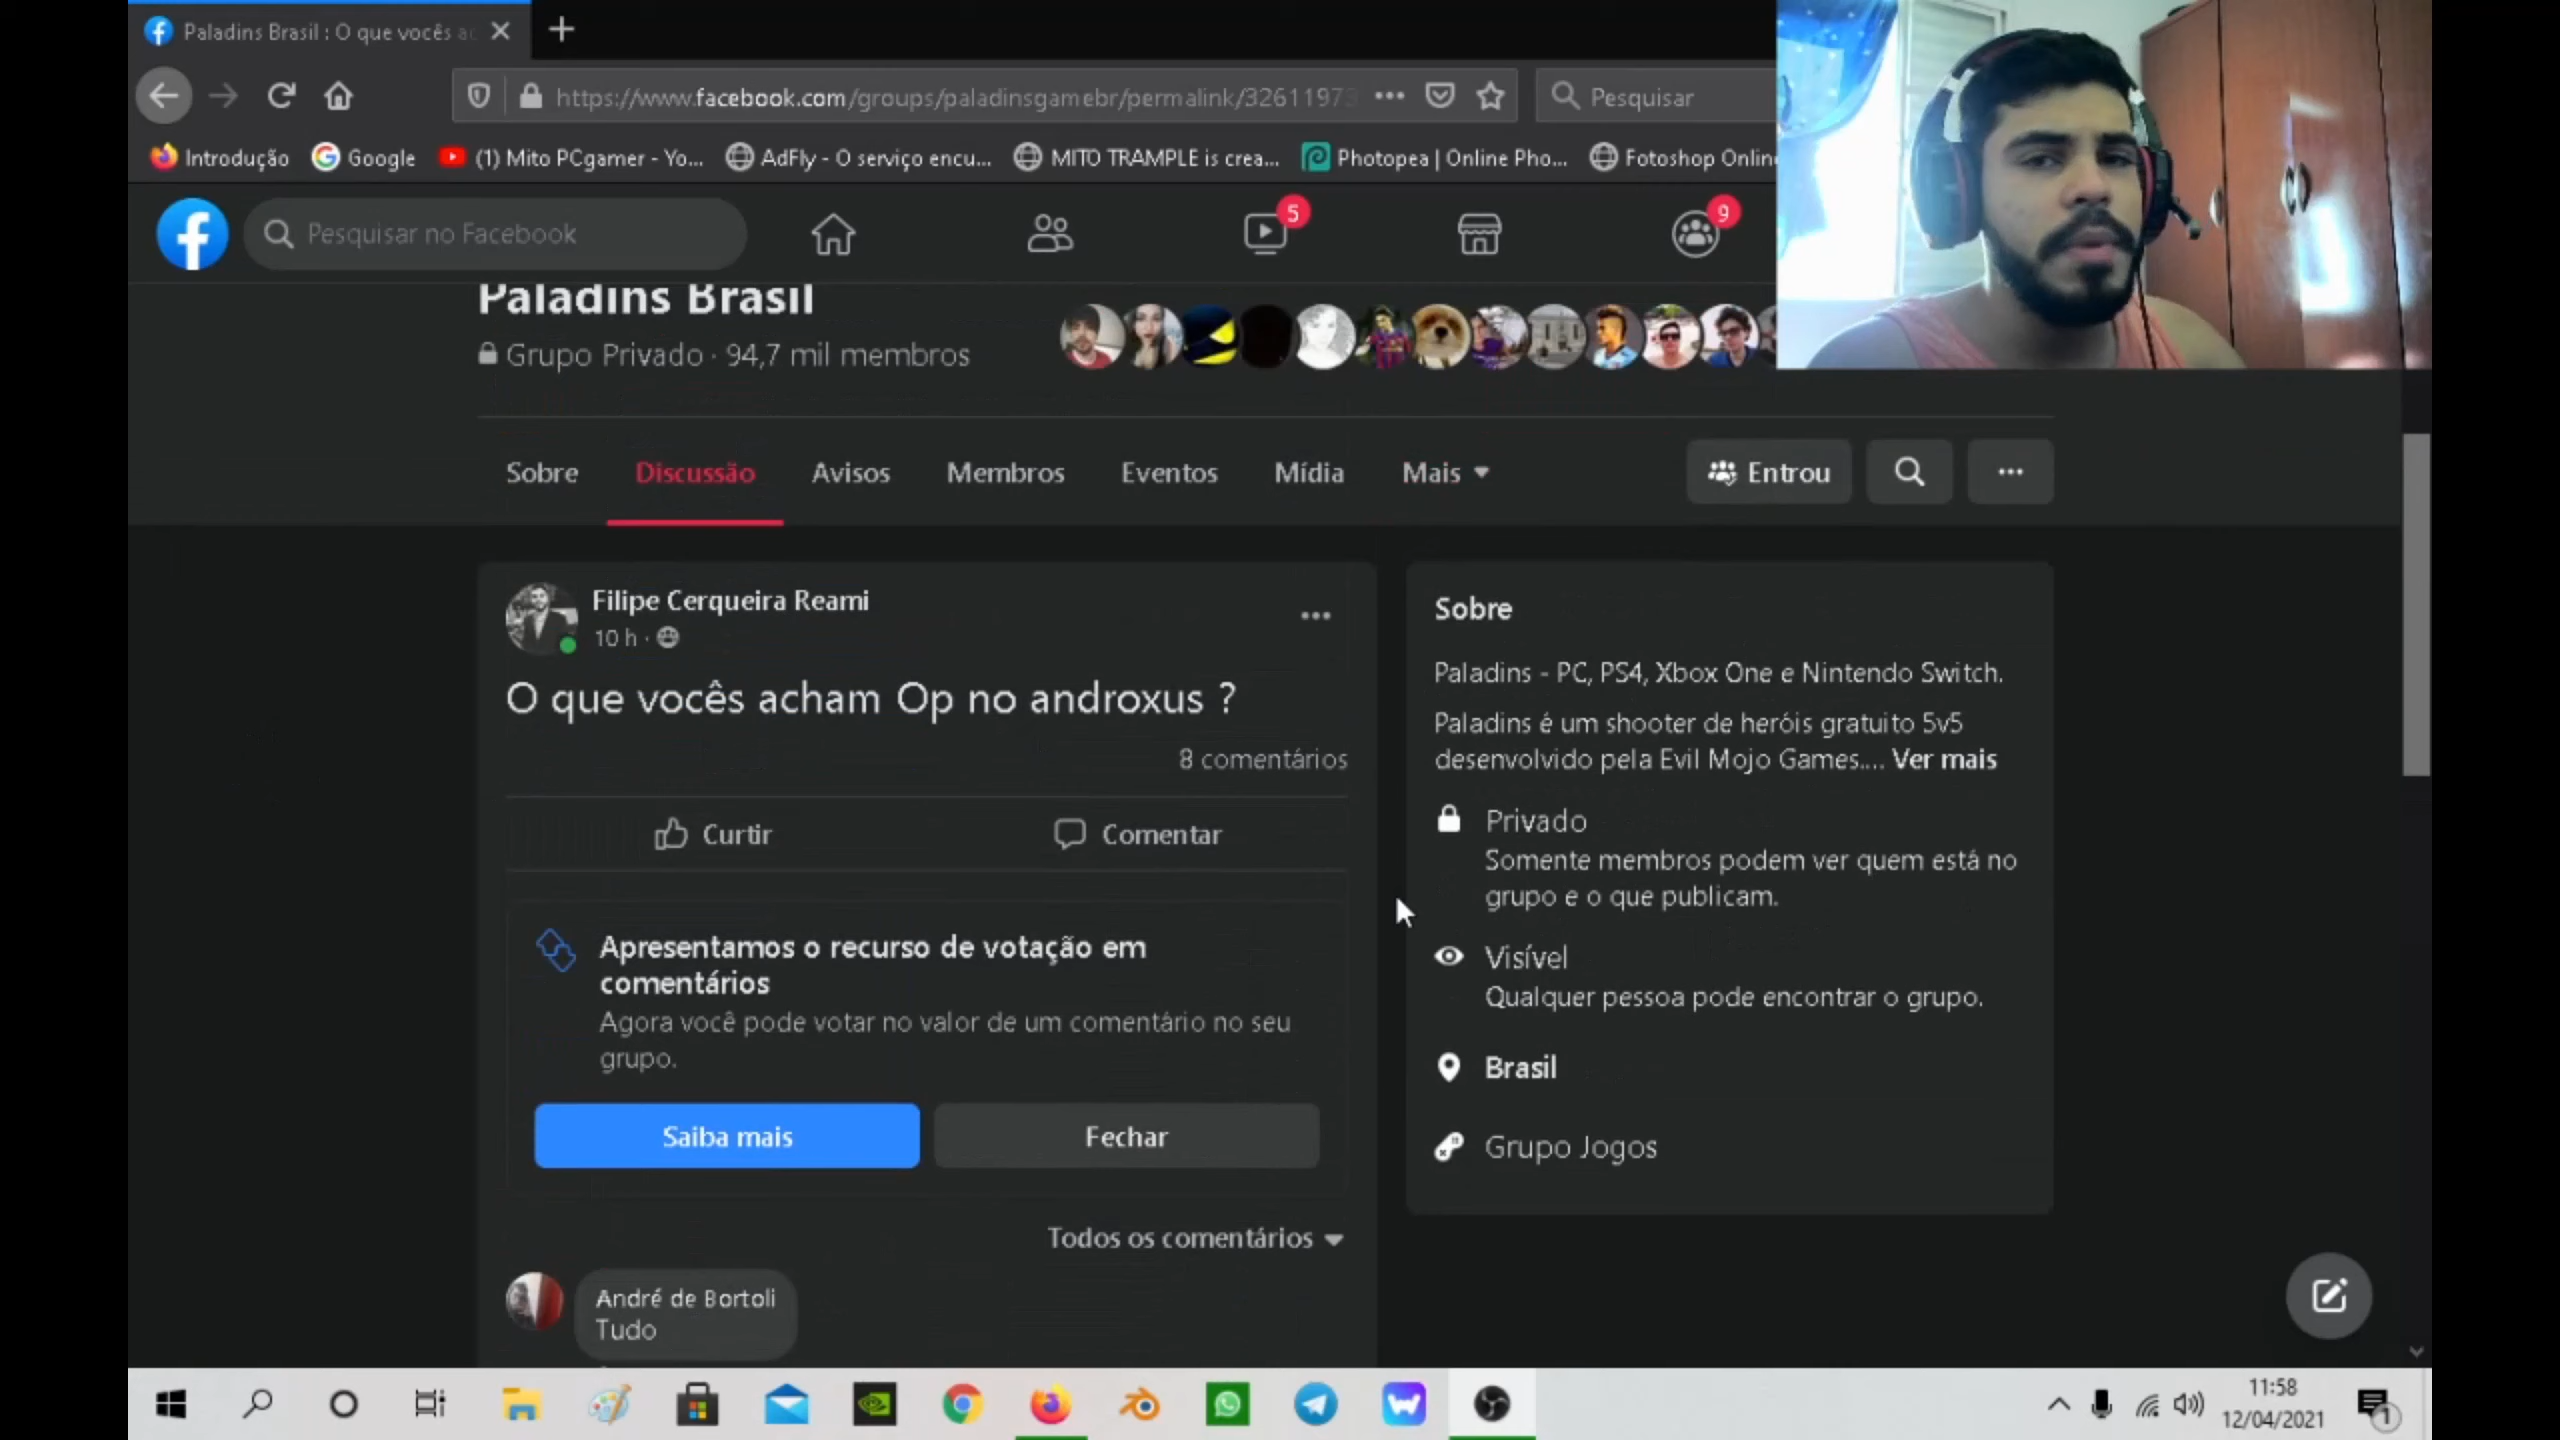 Paladins Brasil : O que vocês ac
https://www.facebook.com/groups/paladinsgamebr/permalink/32611973
Pesquisar
Introdução
Google
(1) Mito PCgamer - Yo...
AdFly - O serviço encu...
MITO TRAMPLE is crea...
Photopea | Online Pho...
Fotoshop Online
Pesquisar no Facebook
5
9
Paladins Brasil
Grupo Privado · 94,7 mil membros
Sobre
Discussão
Avisos
Membros
Eventos
Mídia
Mais
Entrou
Filipe Cerqueira Reami
10 h ·
O que vocês acham Op no androxus ?
8 comentários
Curtir
Comentar
Apresentamos o recurso de votação em
comentários
Agora você pode votar no valor de um comentário no seu
grupo.
Saiba mais
Fechar
Todos os comentários
André de Bortoli
Tudo
Sobre
Paladins - PC, PS4, Xbox One e Nintendo Switch.
Paladins é um shooter de heróis gratuito 5v5
desenvolvido pela Evil Mojo Games.... Ver mais
Privado
Somente membros podem ver quem está no
grupo e o que publicam.
Visível
Qualquer pessoa pode encontrar o grupo.
Brasil
Grupo Jogos
11:58
12/04/2021
1